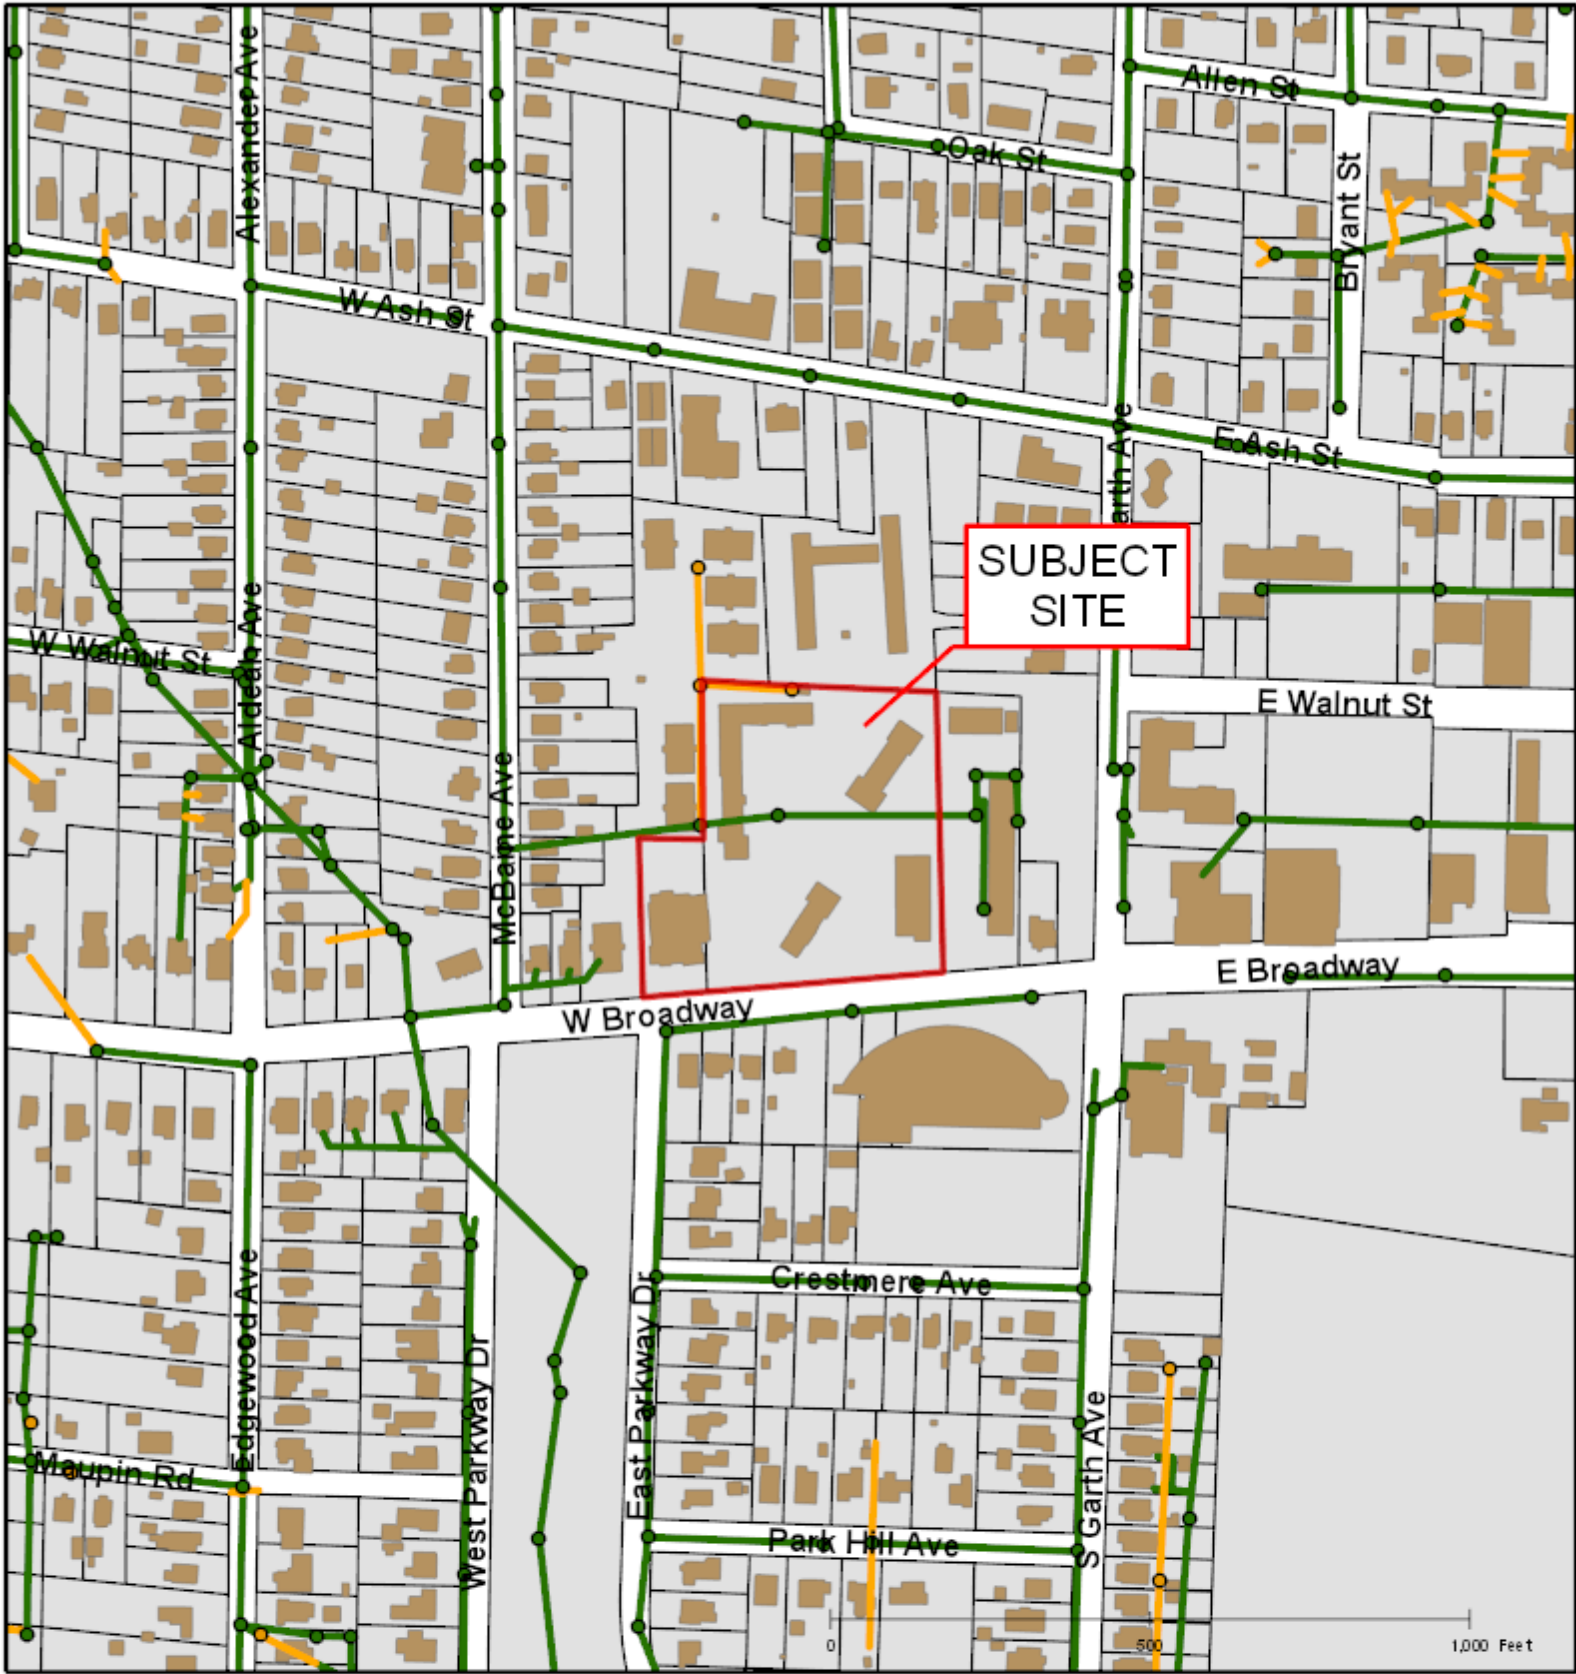 Allen St
Alexander Ave
Oak St
Bryant St
W Ash St
E Ash St
arth Ave
SUBJECT
SITE
W Walnut St
Aldeah Ave
E Walnut St
McBaine Ave
E Broadway
W Broadway
Crestmere Ave
Edgewood Ave
East Parkway Dr
West Parkway Dr
S Garth Ave
Maupin Rd
Park Hill Ave
0 500 1,000 Feet